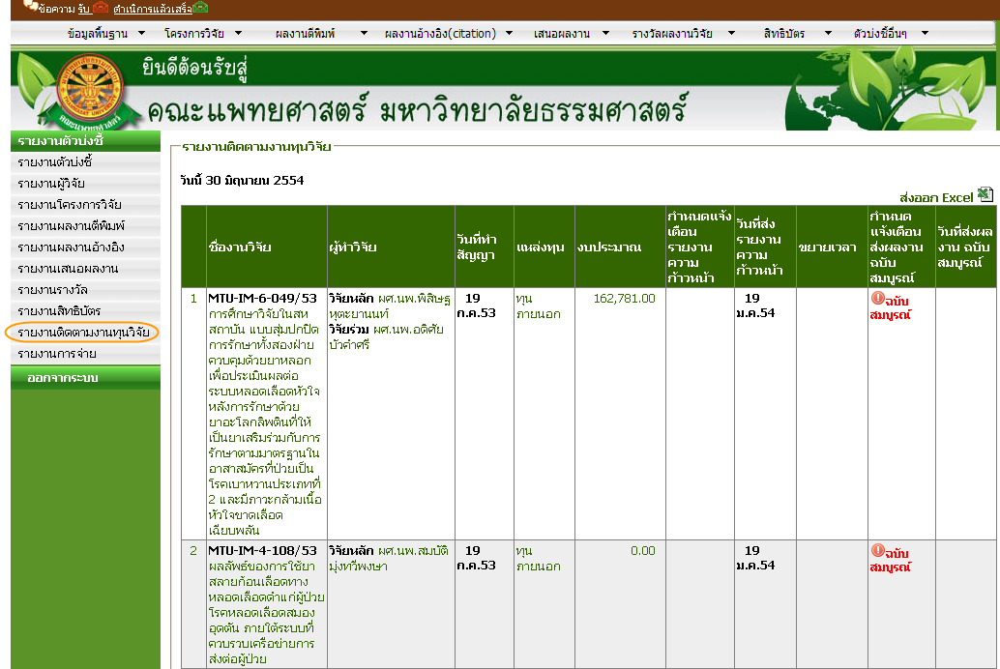 ข้อความ รับ ดำเนินการแล้วเสร็จ
ข้อมูลพื้นฐาน โครงการวิจัย ผลงานตีพิมพ์ ผลงานอ้างอิง(citation) เสนอผลงาน รางวัลผลงานวิจัย สิทธิบัตร ตัวบ่งชี้อื่นๆ
ยินดีต้อนรับสู่
คณะแพทยศาสตร์ มหาวิทยาลัยธรรมศาสตร์
รายงานตัวบ่งชี้
รายงานตัวบ่งชี้
รายงานผู้วิจัย
รายงานโครงการวิจัย
รายงานผลงานตีพิมพ์
รายงานผลงานอ้างอิง
รายงานเสนอผลงาน
รายงานรางวัล
รายงานสิทธิบัตร
รายงานติดตามงานทุนวิจัย
รายงานการจ่าย
ออกจากระบบ
รายงานติดตามงานทุนวิจัย
วันนี้ 30 มิถุนายน 2554
ส่งออก Excel
ชื่องานวิจัย
ผู้ทำวิจัย
วันที่ทำ
สัญญา
แหล่งทุน
งบประมาณ
กำหนดแจ้ง
เตือน
รายงาน
ความ
ก้าวหน้า
วันที่ส่ง
รายงาน
ความ
ก้าวหน้า
ขยายเวลา
กำหนด
แจ้งเตือน
ส่งผลงาน
ฉบับ
สมบูรณ์
วันที่ส่งผล
งาน ฉบับ
สมบูรณ์
1
MTU-IM-6-049/53
การศึกษาวิจัยในสห
สถาบัน แบบสุ่มปกปิด
การรักษาทั้งสองฝ่าย
ควบคุมด้วยยาหลอก
เพื่อประเมินผลต่อ
ระบบหลอดเลือดหัวใจ
หลังการรักษาด้วย
ยาอะโลกลิพตินที่ให้
เป็นยาเสริมร่วมกับการ
รักษาตามมาตรฐานใน
อาสาสมัครที่ป่วยเป็น
โรคเบาหวานประเภทที่
2 และมีภาวะกล้ามเนื้อ
หัวใจขาดเลือด
เฉียบพลัน
วิจัยหลัก ผศ.นพ.พิสิษฐ
หุตะยานนท์
วิจัยร่วม ผศ.นพ.อดิศัย
บัวคำศรี
19
ก.ค.53
ทุน
ภายนอก
162,781.00
19
ม.ค.54
ฉบับ
สมบูรณ์
2
MTU-IM-4-108/53
ผลลัพธ์ของการใช้ยา
สลายก้อนเลือดทาง
หลอดเลือดดำแก่ผู้ป่วย
โรคหลอดเลือดสมอง
อุดตัน ภายใต้ระบบที่
ควบรวบเครือข่ายการ
ส่งต่อผู้ป่วย
วิจัยหลัก ผศ.นพ.สมบัติ
มุ่งทวีพงษา
19
ก.ค.53
ทุน
ภายนอก
0.00
19
ม.ค.54
ฉบับ
สมบูรณ์